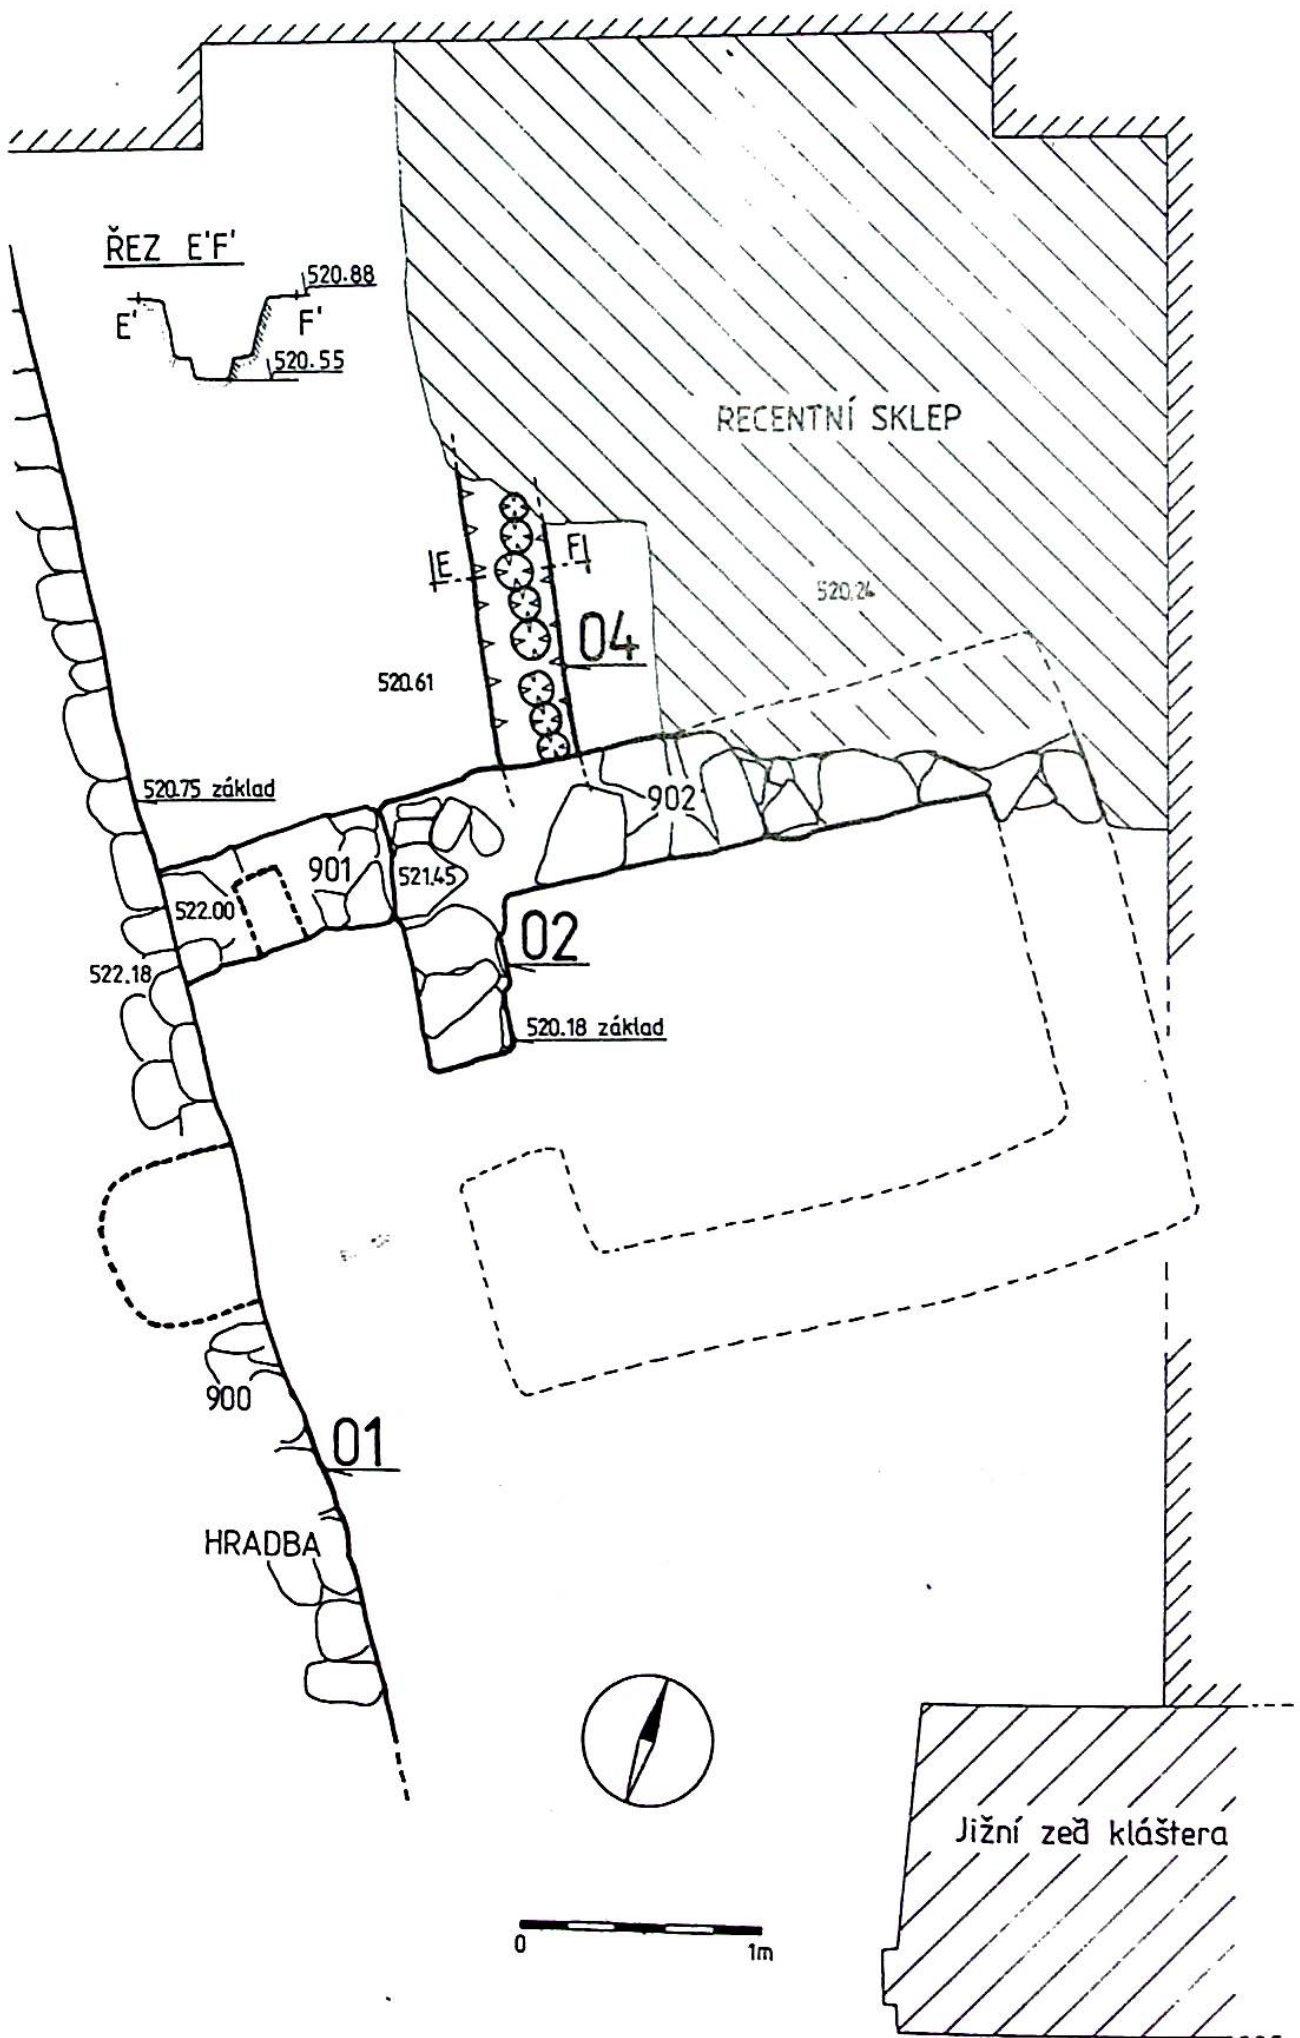 ŘEZ E'F'
520.88
E'
F'
520.55
RECENTNÍ SKLEP
E
F
520.24
04
520.61
520.75 základ
902
901
521.45
522.00
02
522.18
520.18 základ
900
01
HRADBA
Jižní zeď kláštera
0
1m